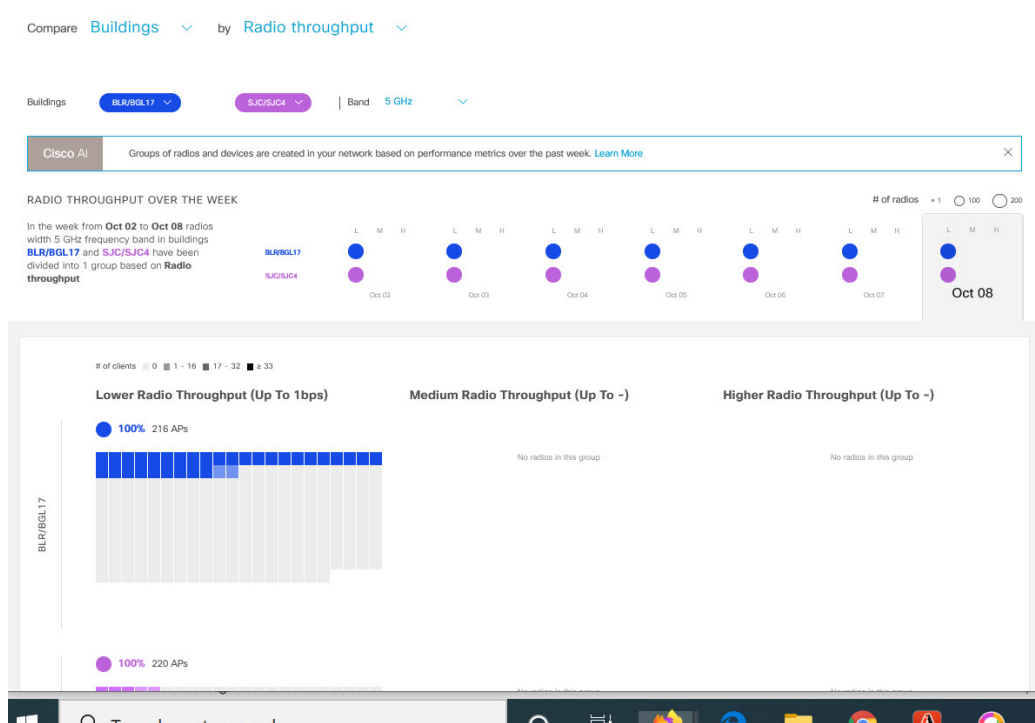 Compare Buildings by Radio throughput
Buildings BLR/BGL17 SJC/SJC4 | Band 5 GHz
Cisco AI Groups of radios and devices are created in your network based on performance metrics over the past week. Learn More
RADIO THROUGHPUT OVER THE WEEK
# of radios 1 100 200
In the week from Oct 02 to Oct 08 radios
width 5 GHz frequency band in buildings
BLR/BGL17 and SJC/SJC4 have been
divided into 1 group based on Radio
throughput
L M H L M H L M H L M H L M H L M H L M H
BLR/BGL17
SJC/SJC4
Oct 02 Oct 03 Oct 04 Oct 05 Oct 06 Oct 07 Oct 08
# of clients 0 1 - 16 17 - 32 ≥ 33
Lower Radio Throughput (Up To 1bps) Medium Radio Throughput (Up To -) Higher Radio Throughput (Up To -)
100% 216 APs
No radios in this group No radios in this group
BLR/BGL17
100% 220 APs